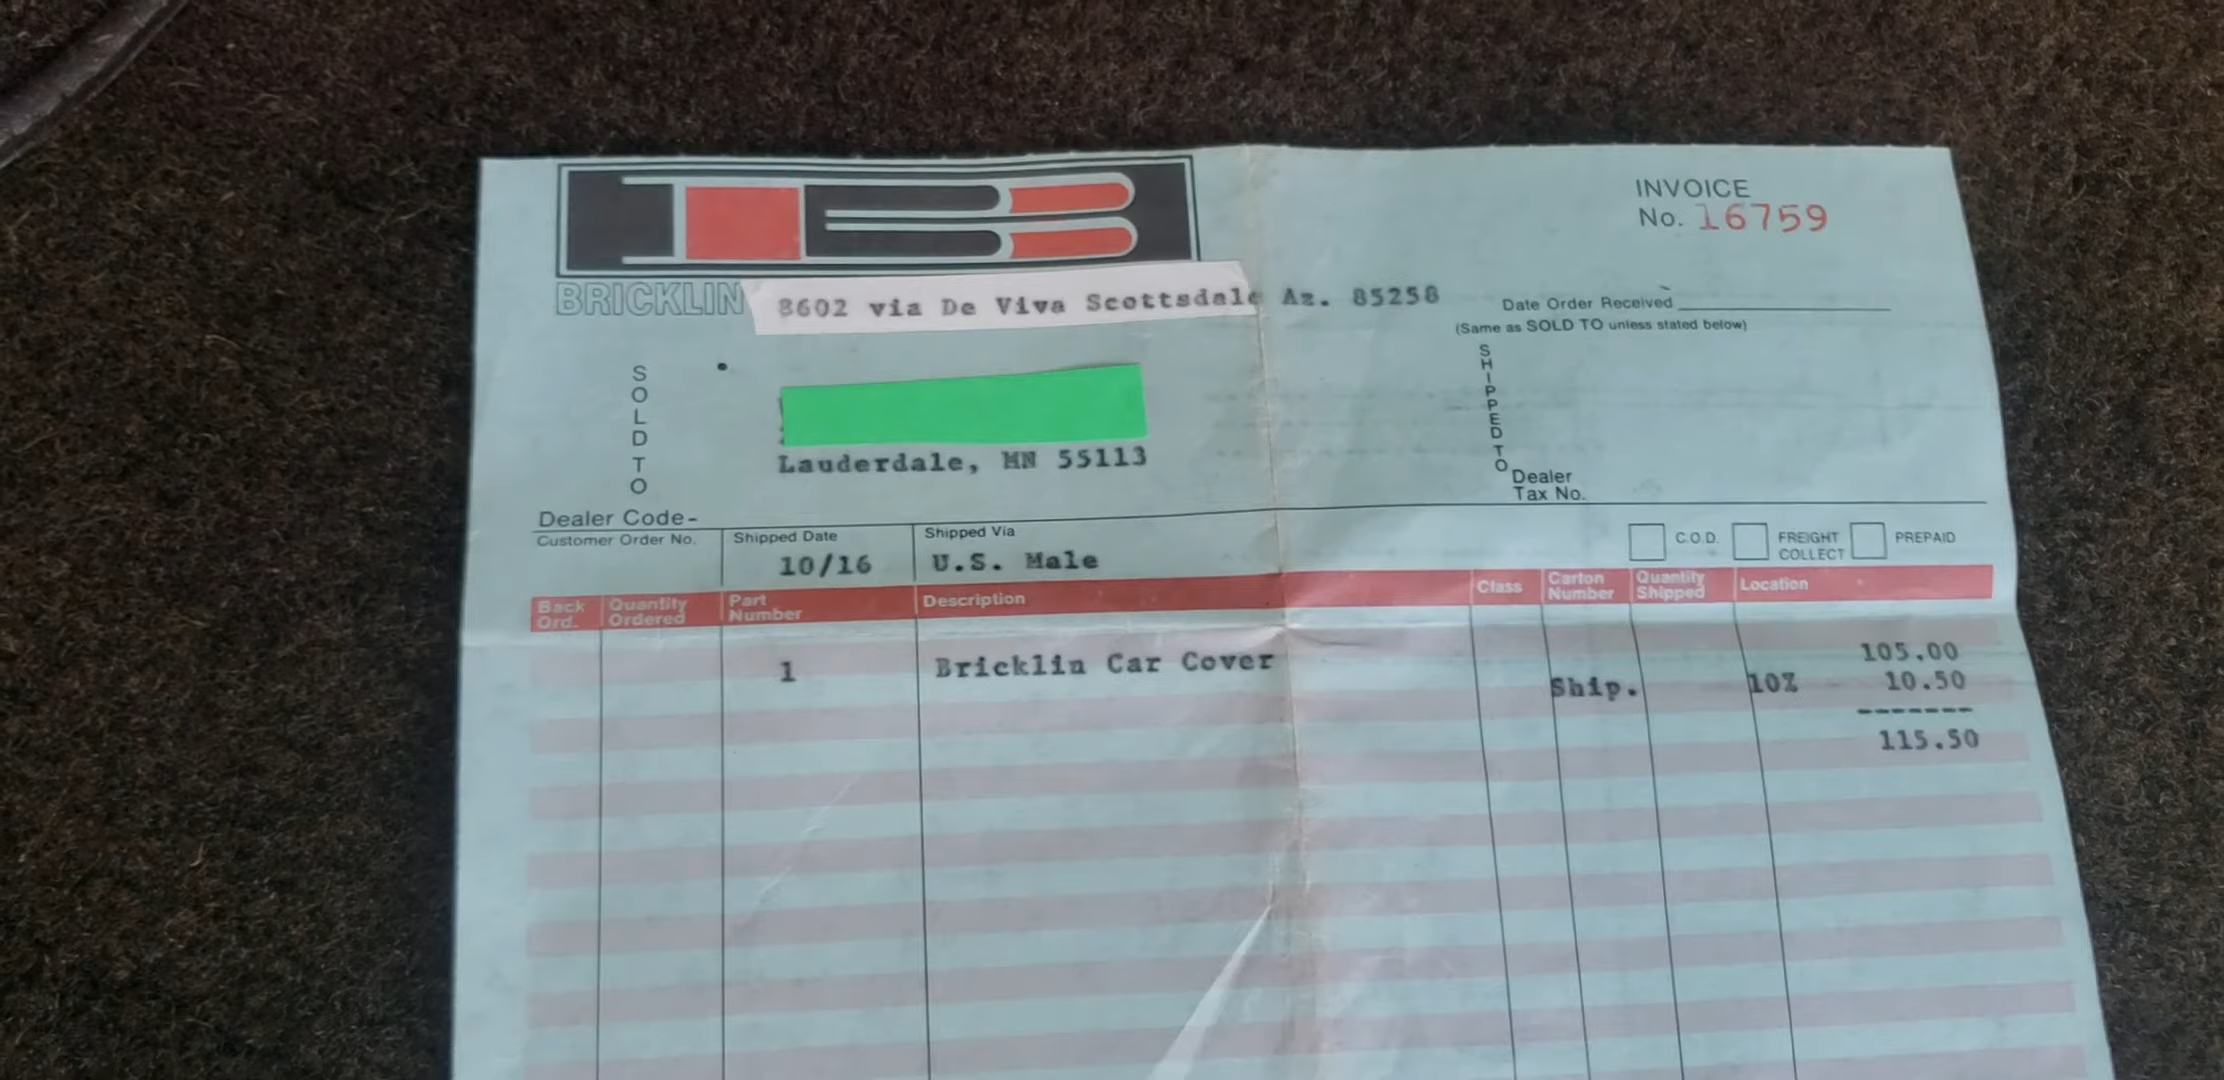 INVOICE
No. 16759
BRICKLIN
8602 via De Viva Scottsdale Az. 85258
Date Order Received
(Same as SOLD TO unless stated below)
SOLD TO
SHIPPED TO
Lauderdale, MN 55113
Dealer
Tax No.
Dealer Code-
Customer Order No. Shipped Date Shipped Via C.O.D. FREIGHT COLLECT PREPAID
10/16 U.S. Male
Back Ord. Quantity Ordered Part Number Description Class Carton Number Quantity Shipped Location
1 Bricklin Car Cover 105.00
Ship. 10% 10.50
-------
115.50